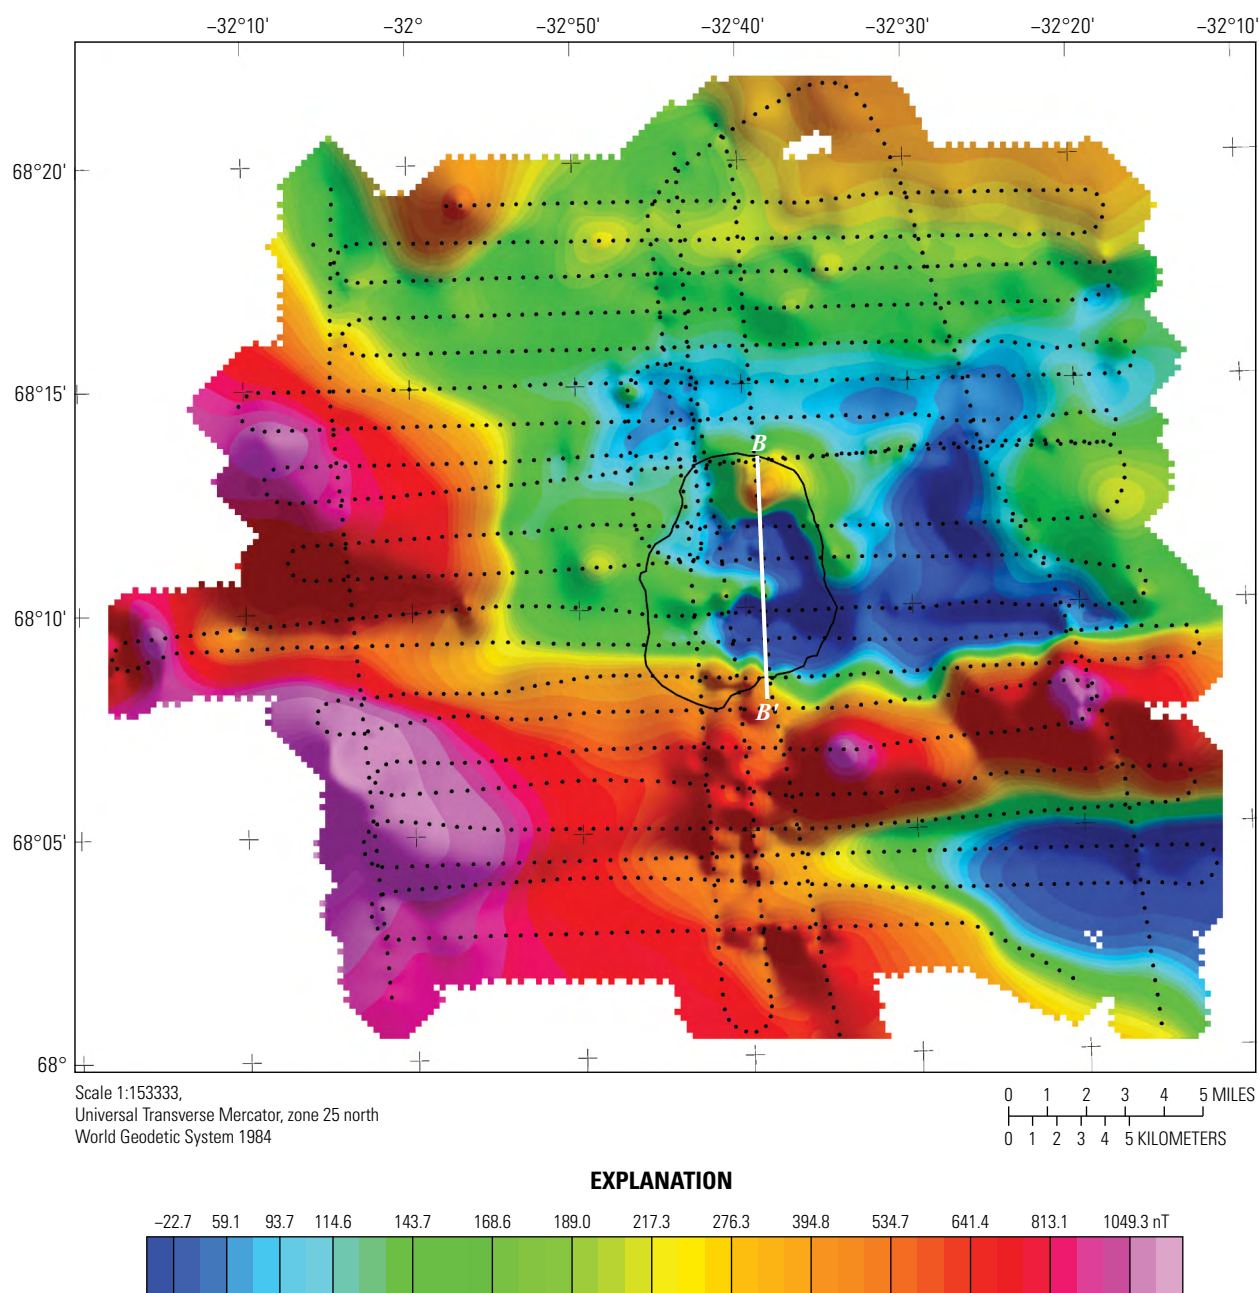 –32°10' –32° –32°50' –32°40' –32°30' –32°20' –32°10'
68°20'
68°15'
B
68°10'
B'
68°05'
68°
Scale 1:153333,
Universal Transverse Mercator, zone 25 north
World Geodetic System 1984
0 1 2 3 4 5 MILES
0 1 2 3 4 5 KILOMETERS
EXPLANATION
–22.7 59.1 93.7 114.6 143.7 168.6 189.0 217.3 276.3 394.8 534.7 641.4 813.1 1049.3 nT